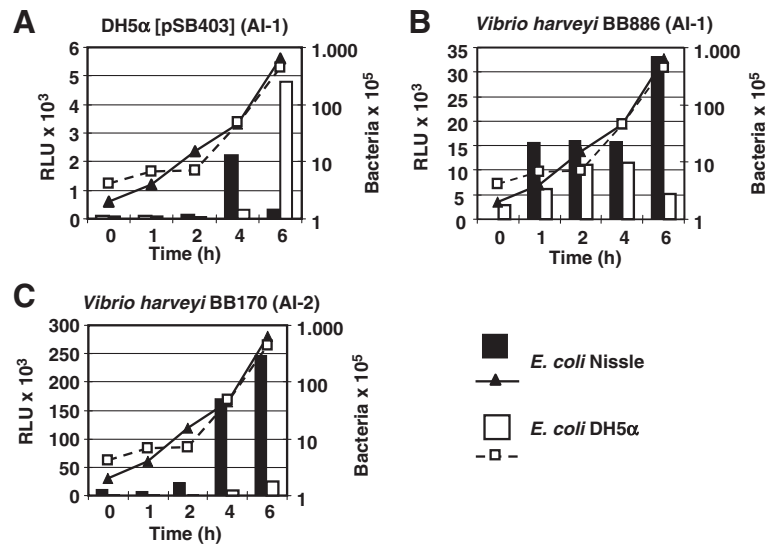 A
DH5α [pSB403] (AI-1)
RLU x 10³
6
5
4
3
2
1
0
1.000
100
10
1
Bacteria x 10⁵
0 1 2 4 6
Time (h)
B
Vibrio harveyi BB886 (AI-1)
RLU x 10³
35
30
25
20
15
10
5
0
1.000
100
10
1
Bacteria x 10⁵
0 1 2 4 6
Time (h)
C
Vibrio harveyi BB170 (AI-2)
RLU x 10³
300
250
200
150
100
50
0
1.000
100
10
1
Bacteria x 10⁵
0 1 2 4 6
Time (h)
E. coli Nissle
E. coli DH5α